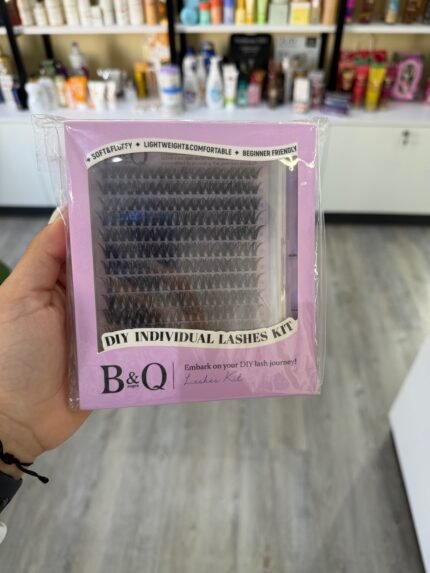 ✦ SOFT&FLUFFY ✦ LIGHTWEIGHT&COMFORTABLE ✦ BEGINNER FRIENDLY
DIY INDIVIDUAL LASHES KIT
B&Q
Embark on your DIY lash journey!
Lashes Kit